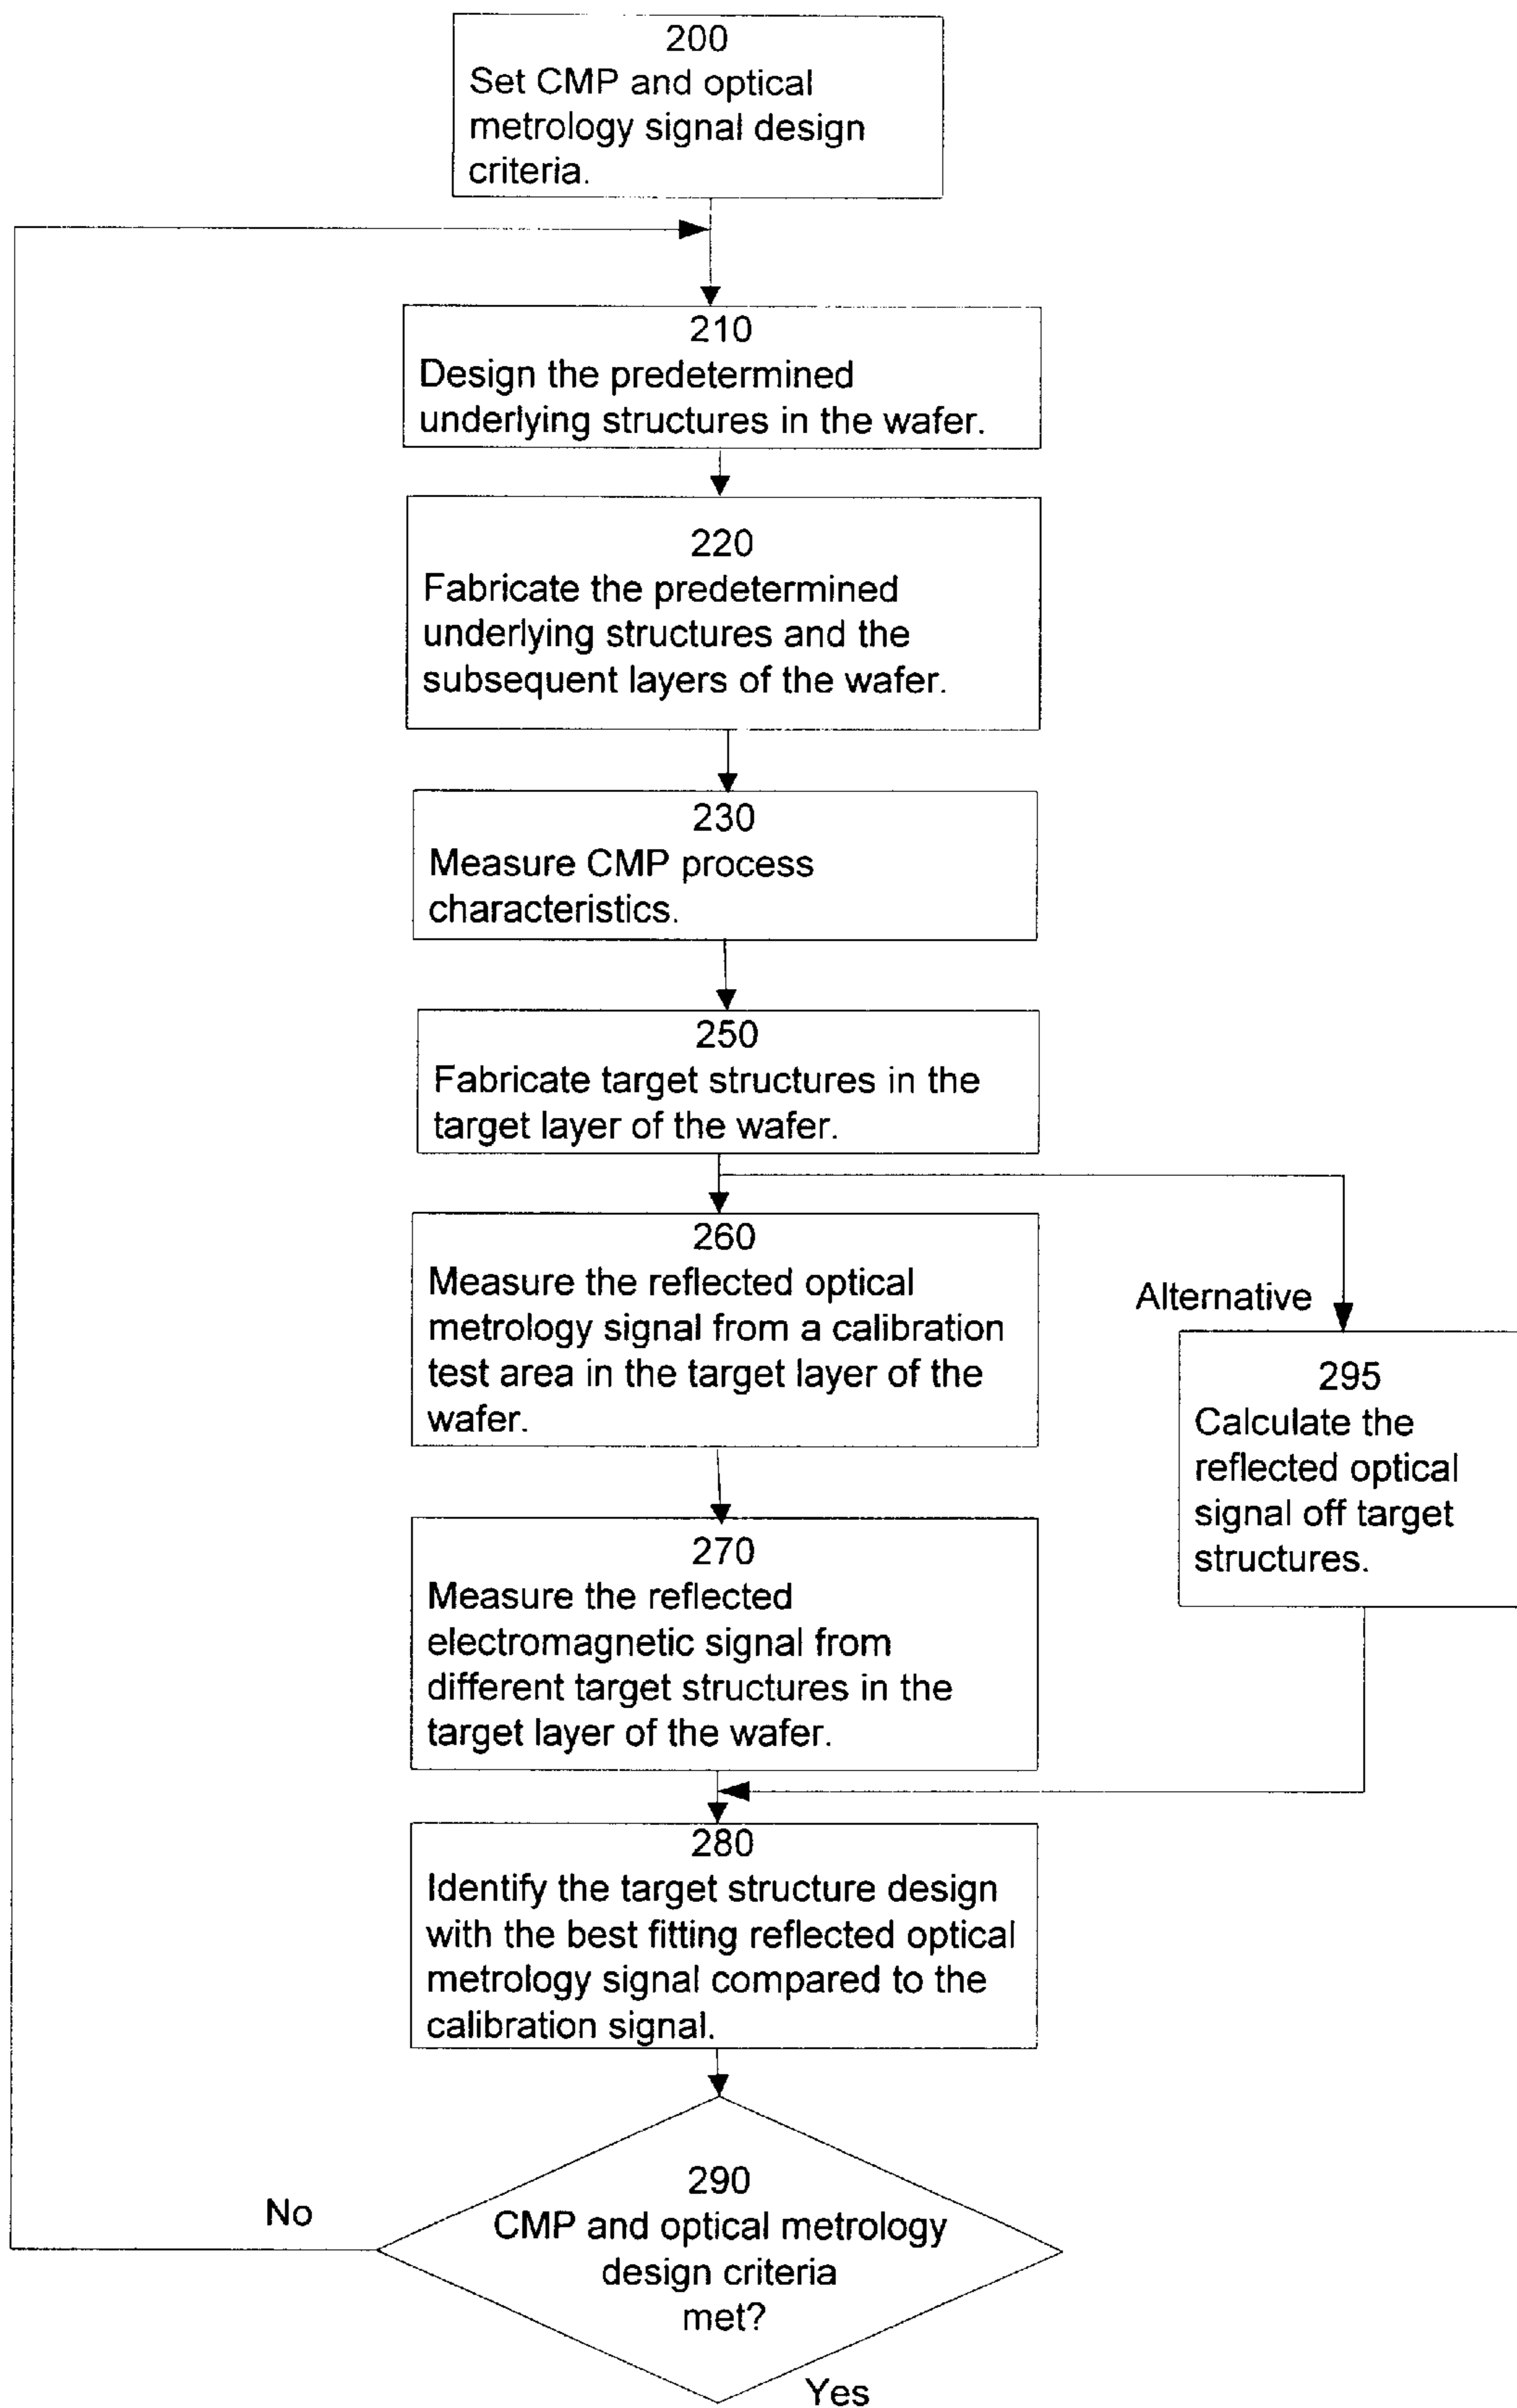 200
Set CMP and optical
metrology signal design
criteria.
210
Design the predetermined
underlying structures in the wafer.
220
Fabricate the predetermined
underlying structures and the
subsequent layers of the wafer.
230
Measure CMP process
characteristics.
250
Fabricate target structures in the
target layer of the wafer.
260
Measure the reflected optical
metrology signal from a calibration
test area in the target layer of the
wafer.
Alternative
295
Calculate the
reflected optical
signal off target
structures.
270
Measure the reflected
electromagnetic signal from
different target structures in the
target layer of the wafer.
280
Identify the target structure design
with the best fitting reflected optical
metrology signal compared to the
calibration signal.
290
CMP and optical metrology
design criteria
met?
No
Yes